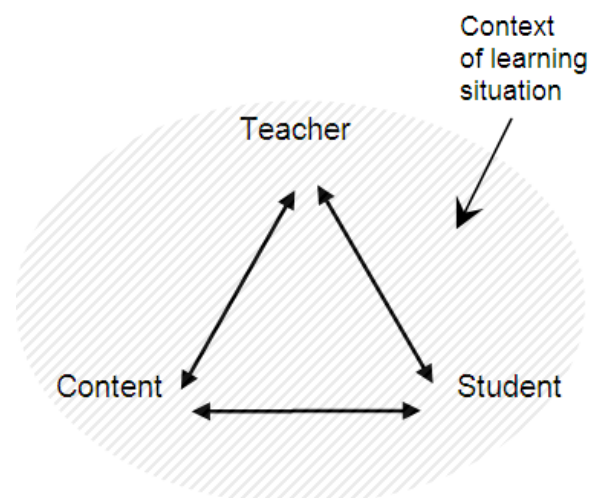 Context
of learning
situation
Teacher
Content
Student